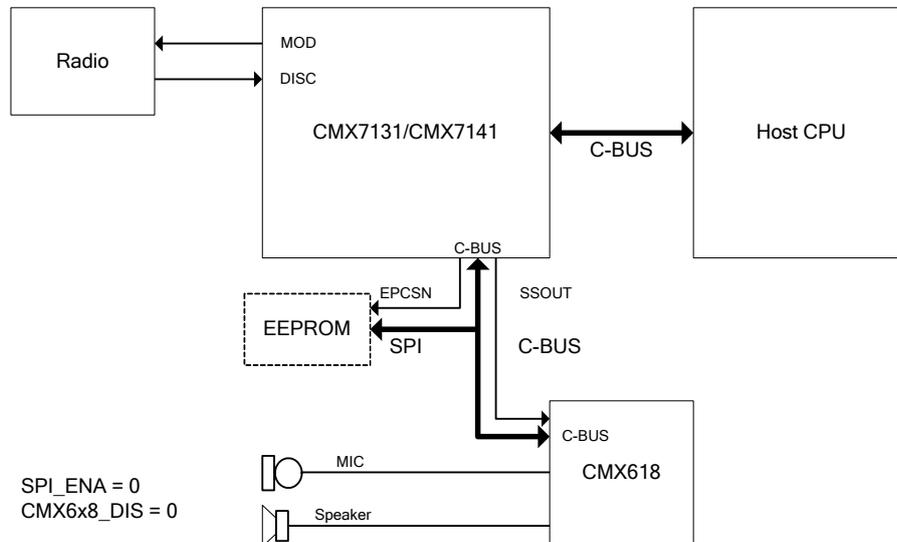 MOD
Radio
DISC
CMX7131/CMX7141
Host CPU
C-BUS
C-BUS
EPCSN
SSOUT
EEPROM
SPI
C-BUS
C-BUS
MIC
CMX618
SPI_ENA = 0
CMX6x8_DIS = 0
Speaker